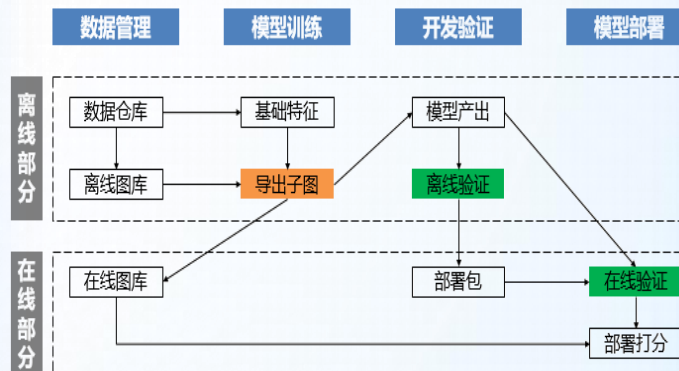 数据管理 模型训练 开发验证 模型部署
离线部分
数据仓库 基础特征 模型产出
离线图库 导出子图 离线验证
在线部分
在线图库 部署包 在线验证
部署打分